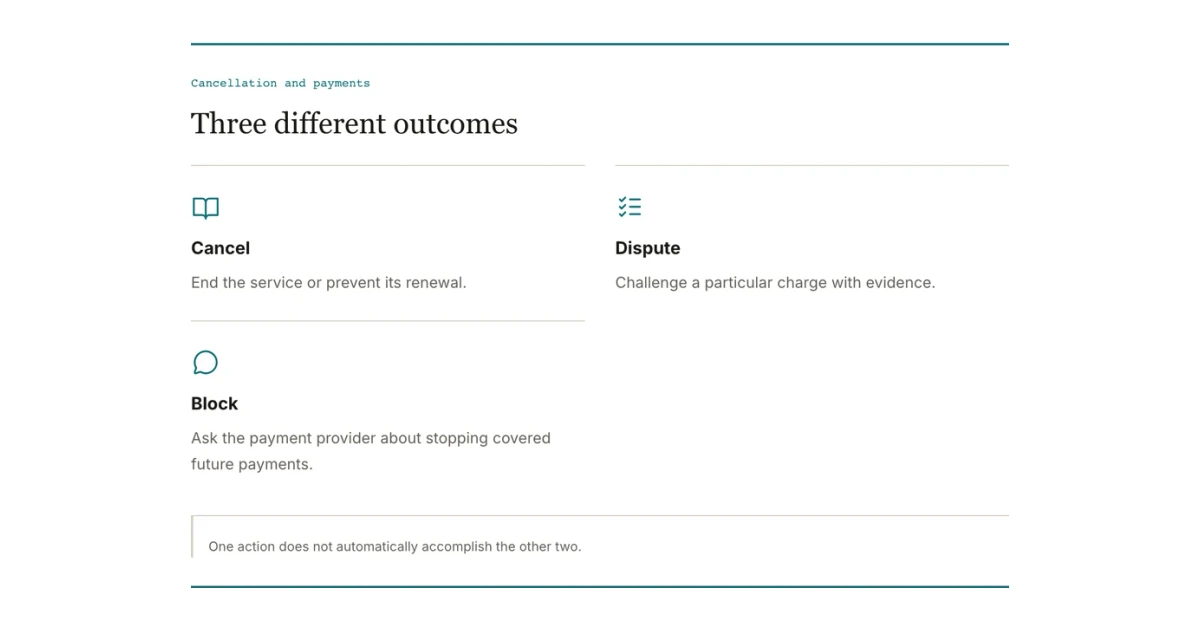 Cancellation and payments
Three different outcomes
Cancel
End the service or prevent its renewal.
Dispute
Challenge a particular charge with evidence.
Block
Ask the payment provider about stopping covered
future payments.
One action does not automatically accomplish the other two.